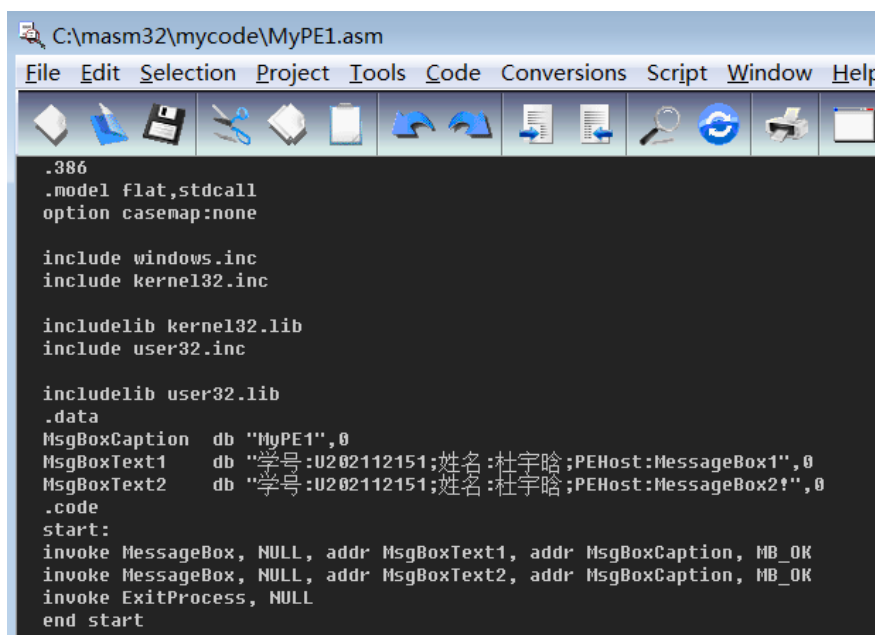 C:\masm32\mycode\MyPE1.asm
File Edit Selection Project Tools Code Conversions Script Window Help
.386
.model flat,stdcall
option casemap:none
include windows.inc
include kernel32.inc
includelib kernel32.lib
include user32.inc
includelib user32.lib
.data
MsgBoxCaption db "MyPE1",0
MsgBoxText1 db "学号:U202112151;姓名:杜宇晗;PEHost:MessageBox1",0
MsgBoxText2 db "学号:U202112151;姓名:杜宇晗;PEHost:MessageBox2!",0
.code
start:
invoke MessageBox, NULL, addr MsgBoxText1, addr MsgBoxCaption, MB_OK
invoke MessageBox, NULL, addr MsgBoxText2, addr MsgBoxCaption, MB_OK
invoke ExitProcess, NULL
end start